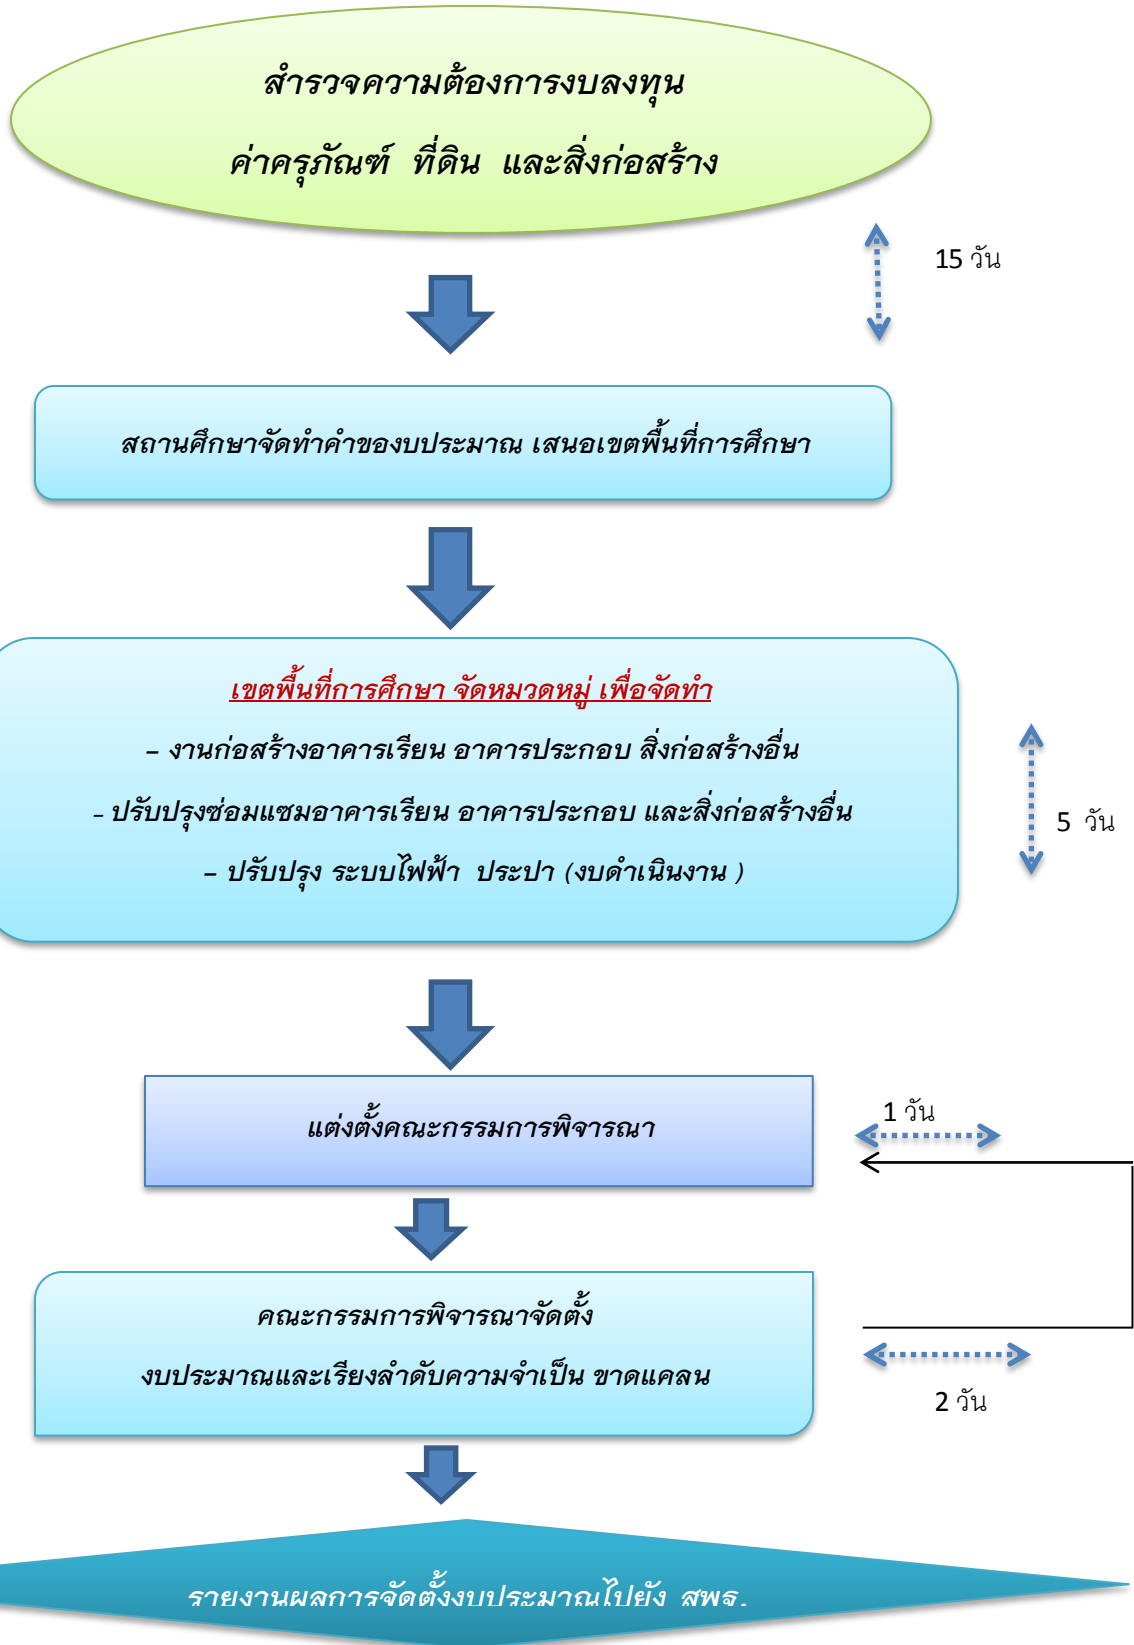 สำรวจความต้องการงบลงทุน
ค่าครุภัณฑ์ ที่ดิน และสิ่งก่อสร้าง
15 วัน
สถานศึกษาจัดทำคำของบประมาณ เสนอเขตพื้นที่การศึกษา
เขตพื้นที่การศึกษา จัดหมวดหมู่ เพื่อจัดทำ
– งานก่อสร้างอาคารเรียน อาคารประกอบ สิ่งก่อสร้างอื่น
– ปรับปรุงซ่อมแซมอาคารเรียน อาคารประกอบ และสิ่งก่อสร้างอื่น
5 วัน
– ปรับปรุง ระบบไฟฟ้า ประปา (งบดำเนินงาน )
แต่งตั้งคณะกรรมการพิจารณา
1 วัน
คณะกรรมการพิจารณาจัดตั้ง
งบประมาณและเรียงลำดับความจำเป็น ขาดแคลน
2 วัน
รายงานผลการจัดตั้งงบประมาณไปยัง สพฐ.